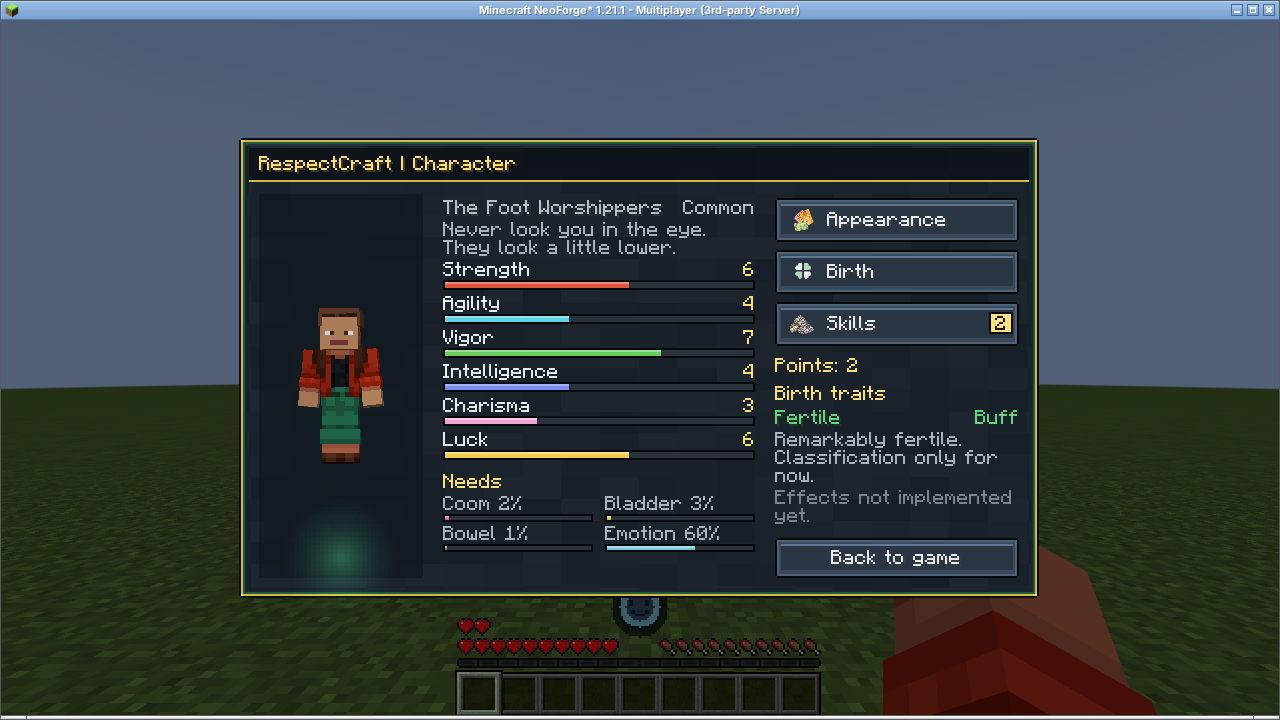 Minecraft NeoForge* 1.21.1 - Multiplayer (3rd-party Server)
RespectCraft | Character
The Foot Worshippers Common
Never look you in the eye.
They look a little lower.
Strength 6
Agility 4
Vigor 7
Intelligence 4
Charisma 3
Luck 6
Needs
Coom 2% Bladder 3%
Bowel 1% Emotion 60%
Appearance
Birth
Skills 2
Points: 2
Birth traits
Fertile Buff
Remarkably fertile.
Classification only for
now.
Effects not implemented
yet.
Back to game